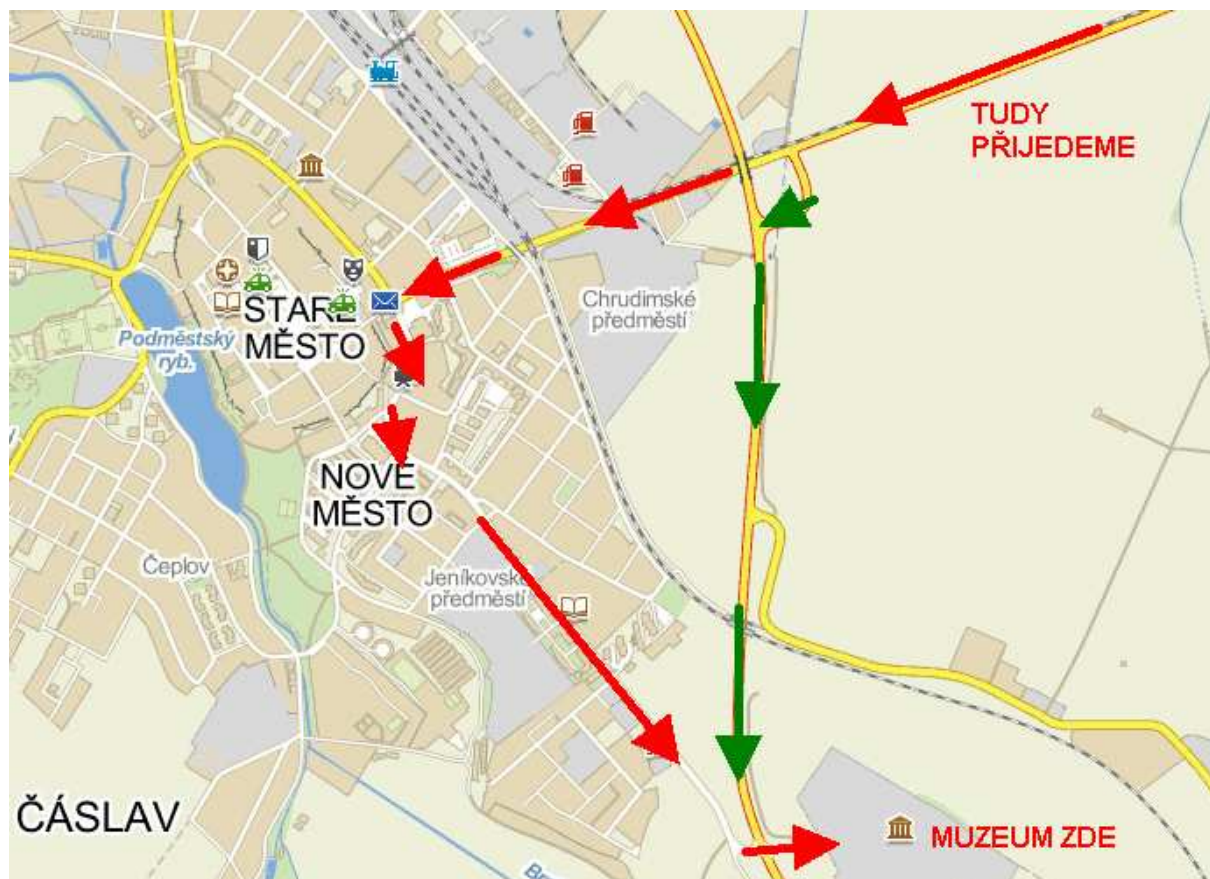 TUDY
PŘIJEDEME
Chrudimské
předměstí
STARÉ
MĚSTO
Podměstský
ryb.
NOVÉ
MĚSTO
Čeplov
Jeníkovské
předměstí
ČÁSLAV
MUZEUM ZDE